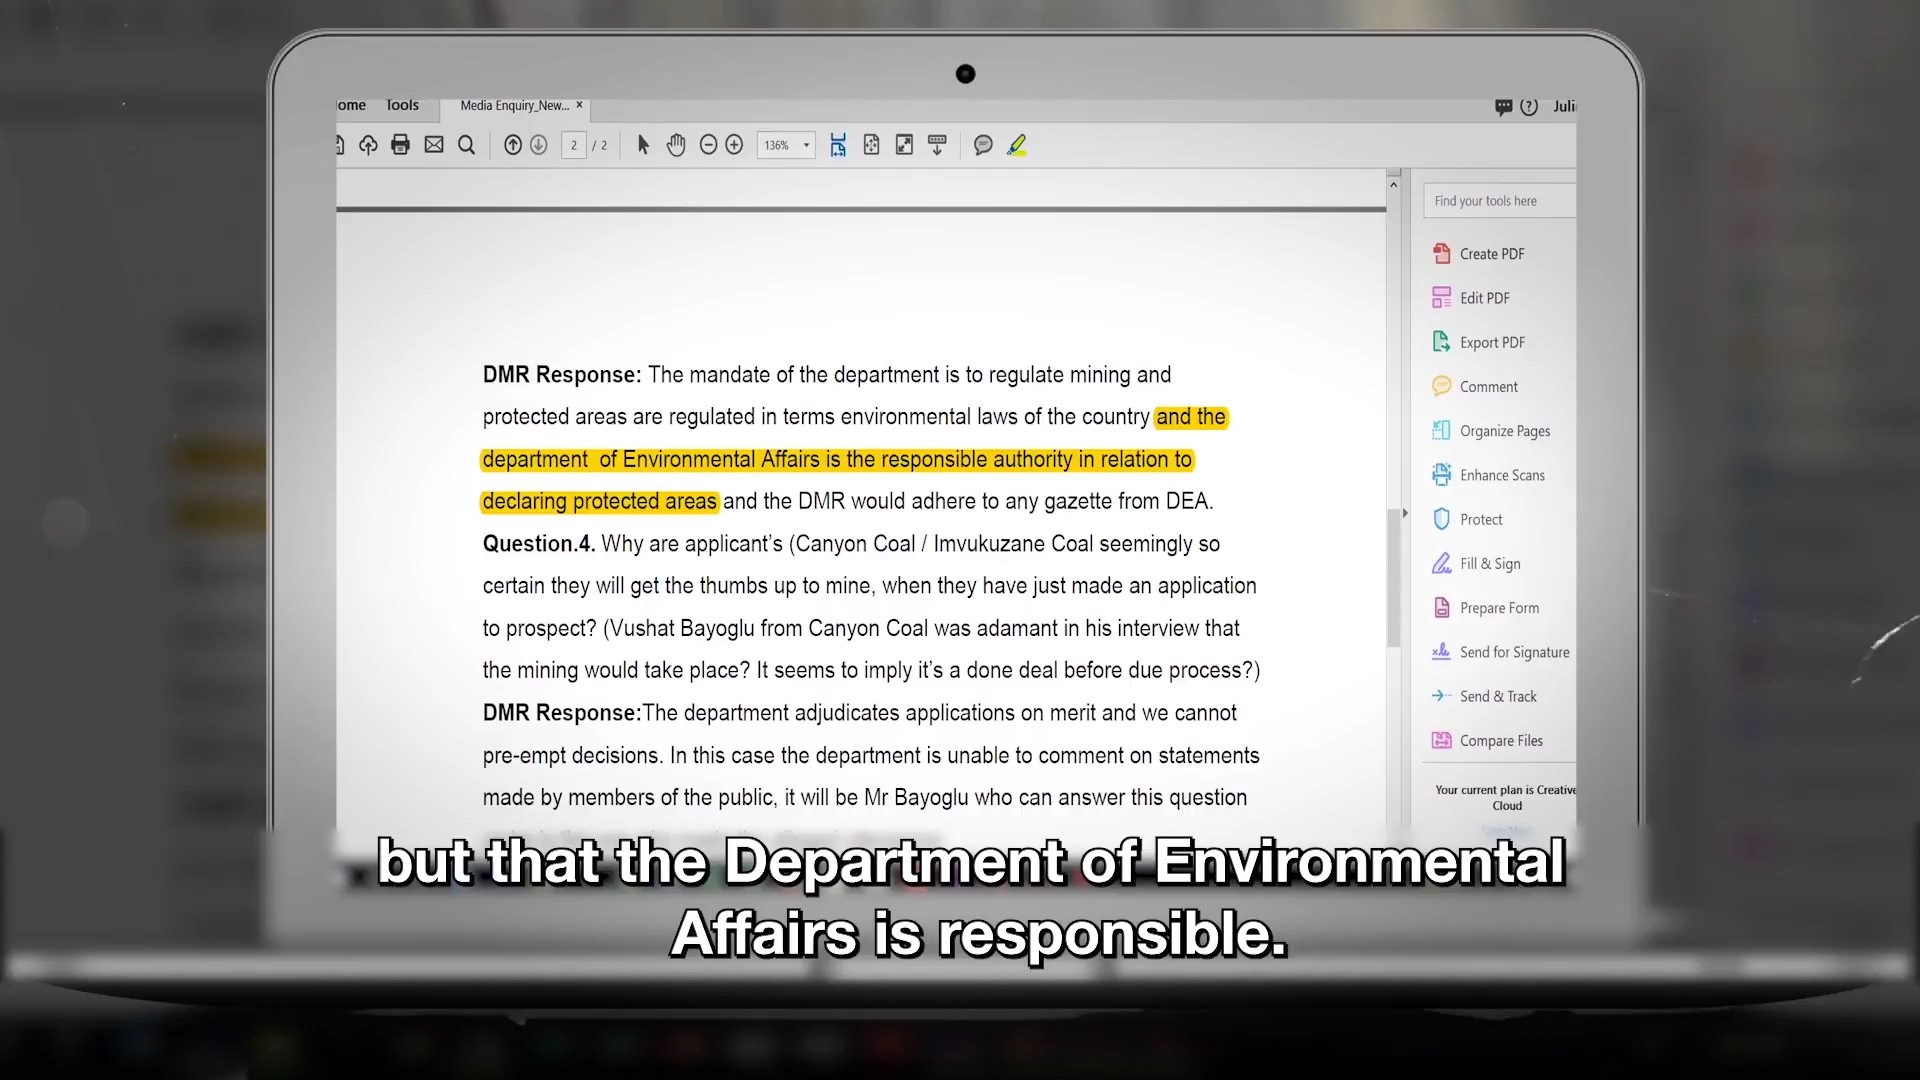 ome Tools Media Enquiry_New... × Juli
2 / 2 136%
Find your tools here
Create PDF
Edit PDF
Export PDF
Comment
Organize Pages
Enhance Scans
Protect
Fill & Sign
Prepare Form
Send for Signature
Send & Track
Compare Files
Your current plan is Creative
Cloud
DMR Response: The mandate of the department is to regulate mining and
protected areas are regulated in terms environmental laws of the country and the
department of Environmental Affairs is the responsible authority in relation to
declaring protected areas and the DMR would adhere to any gazette from DEA.
Question.4. Why are applicant’s (Canyon Coal / Imvukuzane Coal seemingly so
certain they will get the thumbs up to mine, when they have just made an application
to prospect? (Vushat Bayoglu from Canyon Coal was adamant in his interview that
the mining would take place? It seems to imply it’s a done deal before due process?)
DMR Response:The department adjudicates applications on merit and we cannot
pre-empt decisions. In this case the department is unable to comment on statements
made by members of the public, it will be Mr Bayoglu who can answer this question
but that the Department of Environmental
Affairs is responsible.